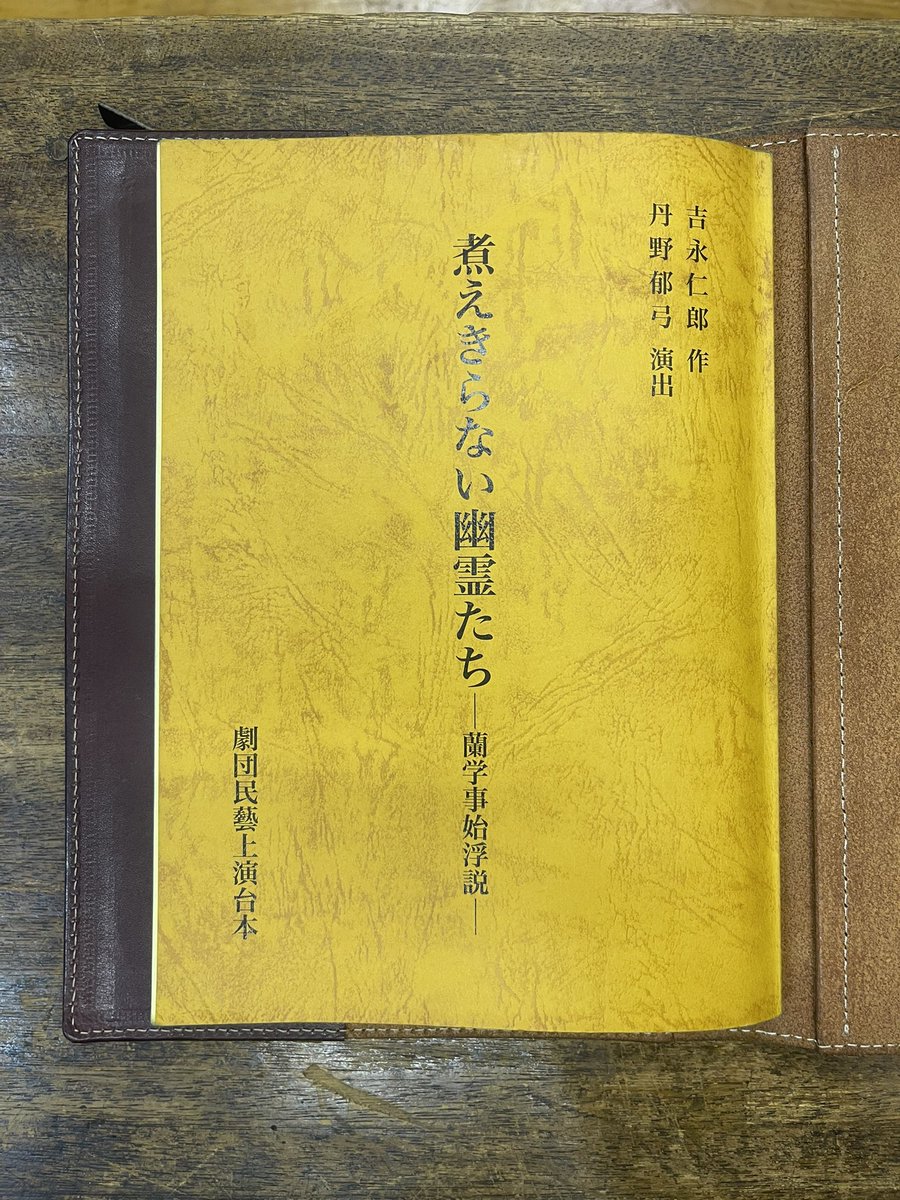 吉永仁郎 作
丹野郁弓 演出
煮えきらない幽霊たち―蘭学事始浮説―
劇団民藝上演台本